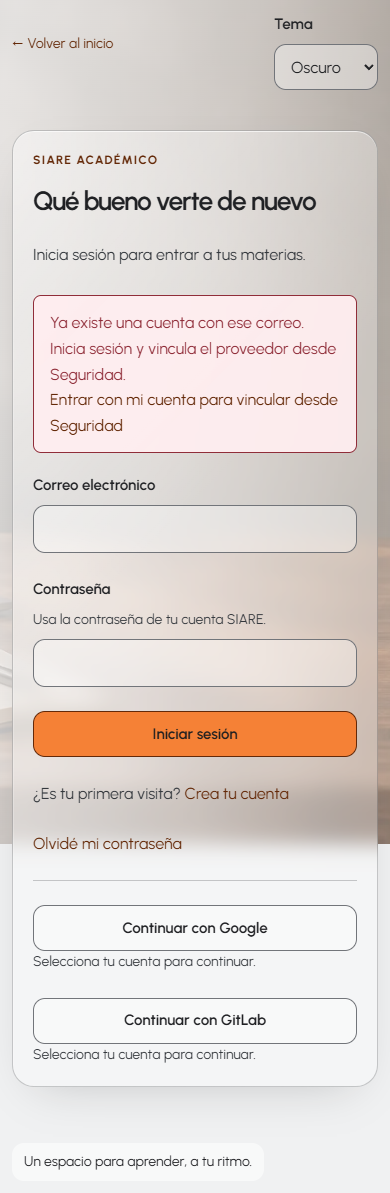 ← Volver al inicio
Tema
Oscuro
SIARE ACADÉMICO
Qué bueno verte de nuevo
Inicia sesión para entrar a tus materias.
Ya existe una cuenta con ese correo.
Inicia sesión y vincula el proveedor desde
Seguridad.
Entrar con mi cuenta para vincular desde
Seguridad
Correo electrónico
Contraseña
Usa la contraseña de tu cuenta SIARE.
Iniciar sesión
¿Es tu primera visita? Crea tu cuenta
Olvidé mi contraseña
Continuar con Google
Selecciona tu cuenta para continuar.
Continuar con GitLab
Selecciona tu cuenta para continuar.
Un espacio para aprender, a tu ritmo.